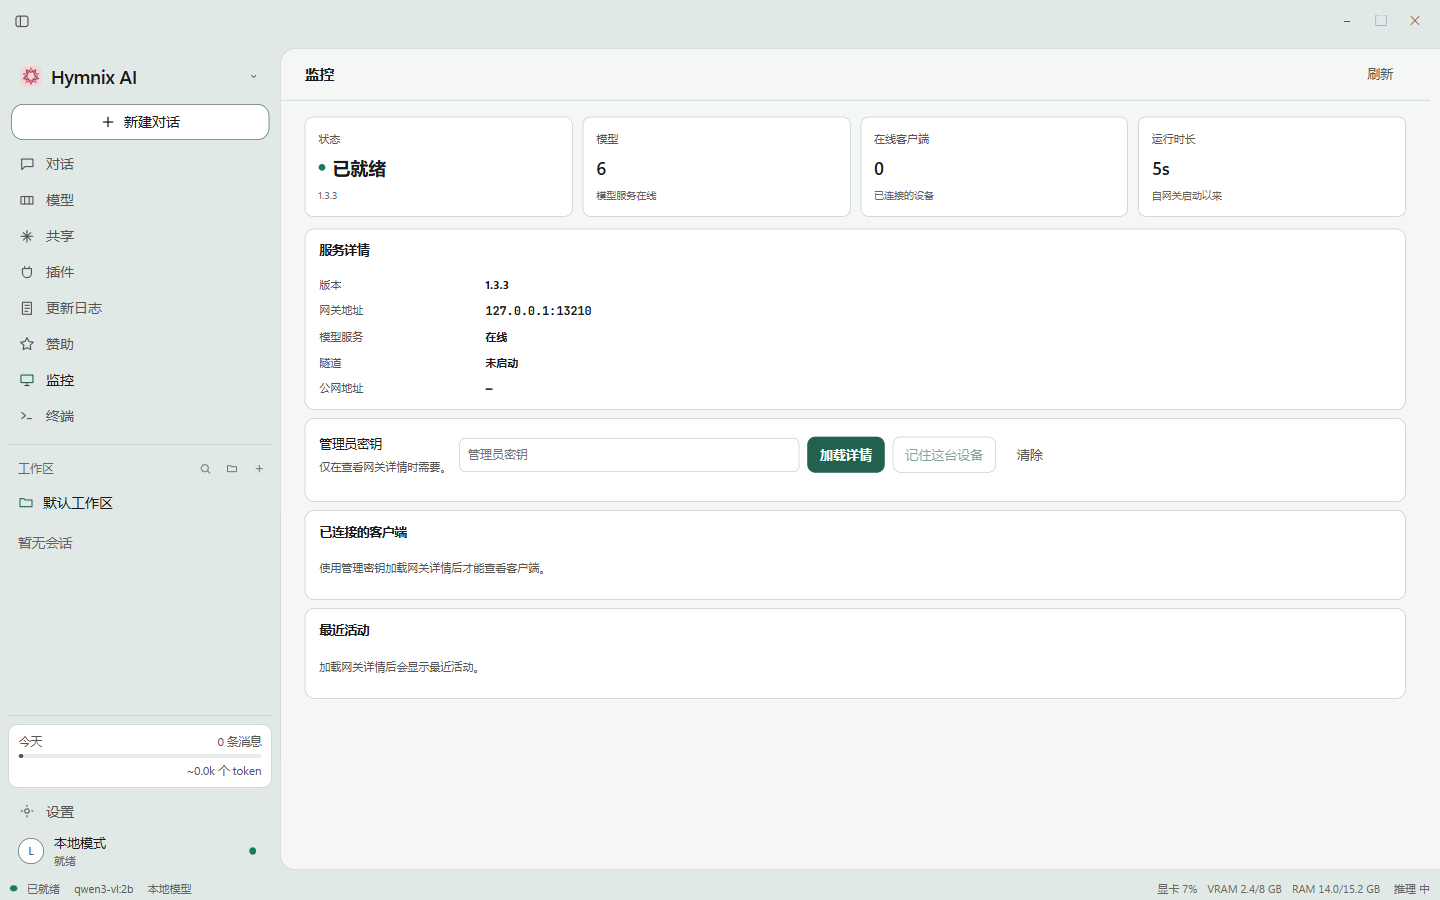 Hymnix AI
新建对话
对话
模型
共享
插件
更新日志
赞助
监控
终端
工作区
默认工作区
暂无会话
今天 0 条消息
~0.0k 个 token
设置
L
本地模式
就绪
监控 刷新
状态
已就绪
1.3.3
模型
6
模型服务在线
在线客户端
0
已连接的设备
运行时长
5s
自网关启动以来
服务详情
版本 1.3.3
网关地址 127.0.0.1:13210
模型服务 在线
隧道 未启动
公网地址 —
管理员密钥
仅在查看网关详情时需要。
管理员密钥 加载详情 记住这台设备 清除
已连接的客户端
使用管理密钥加载网关详情后才能查看客户端。
最近活动
加载网关详情后会显示最近活动。
已就绪 qwen3-vl:2b 本地模型 显卡 7% VRAM 2.4/8 GB RAM 14.0/15.2 GB 推理 中